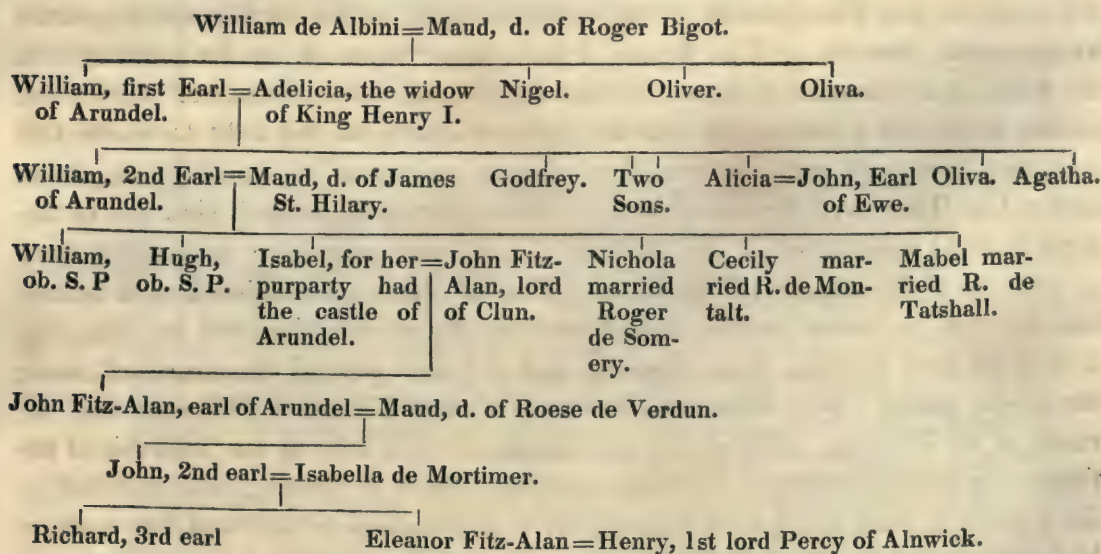 William de Albini=Maud, d. of Roger Bigot.
William, first Earl=Adelicia, the widow Nigel. Oliver. Oliva.
of Arundel. of King Henry I.
William, 2nd Earl=Maud, d. of James Godfrey. Two Alicia=John, Earl Oliva. Agatha.
of Arundel. St. Hilary. Sons. of Ewe.
William, Hugh, Isabel, for her=John Fitz- Nichola Cecily mar- Mabel mar-
ob. S. P ob. S. P. purparty had Alan, lord married ried R. de Mon- ried R. de
the castle of of Clun. Roger talt. Tatshall.
Arundel. de Som-
ery.
John Fitz-Alan, earl of Arundel=Maud, d. of Roese de Verdun.
John, 2nd earl=Isabella de Mortimer.
Richard, 3rd earl Eleanor Fitz-Alan=Henry, 1st lord Percy of Alnwick.